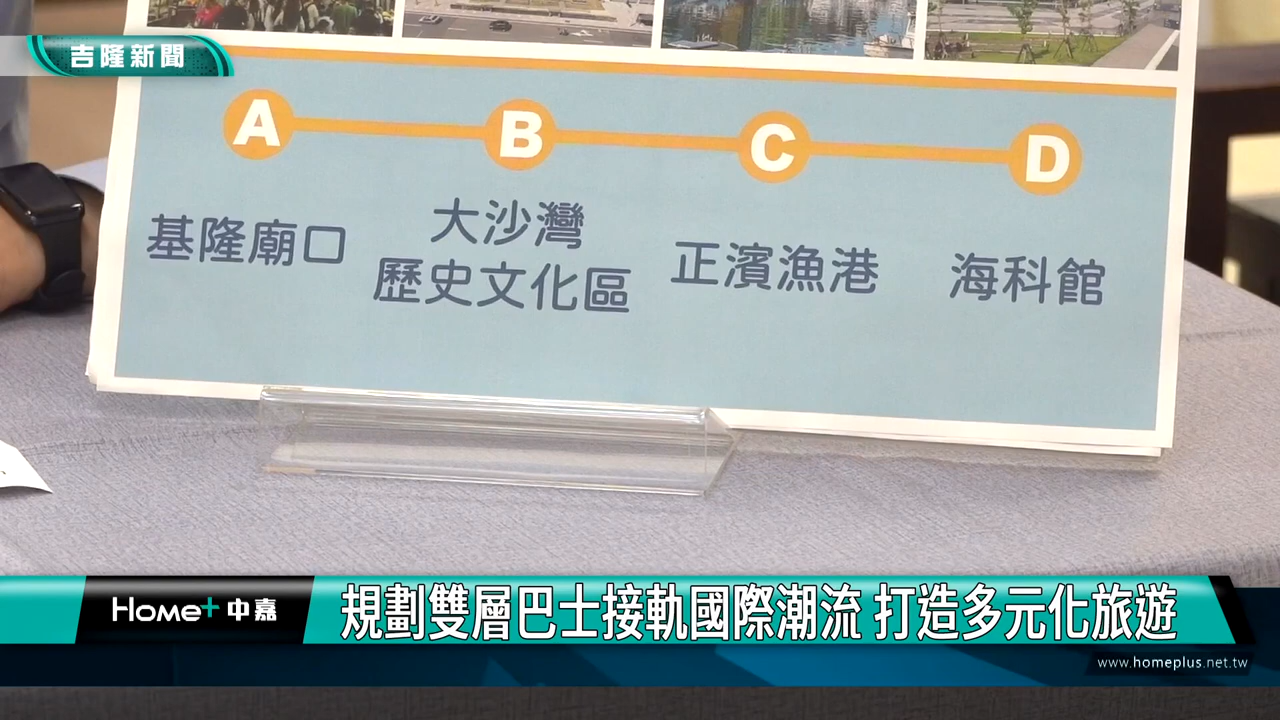 吉隆新聞
A
B
C
D
基隆廟口
大沙灣
歷史文化區
正濱漁港
海科館
Home+ 中嘉
規劃雙層巴士接軌國際潮流 打造多元化旅遊
www.homeplus.net.tw